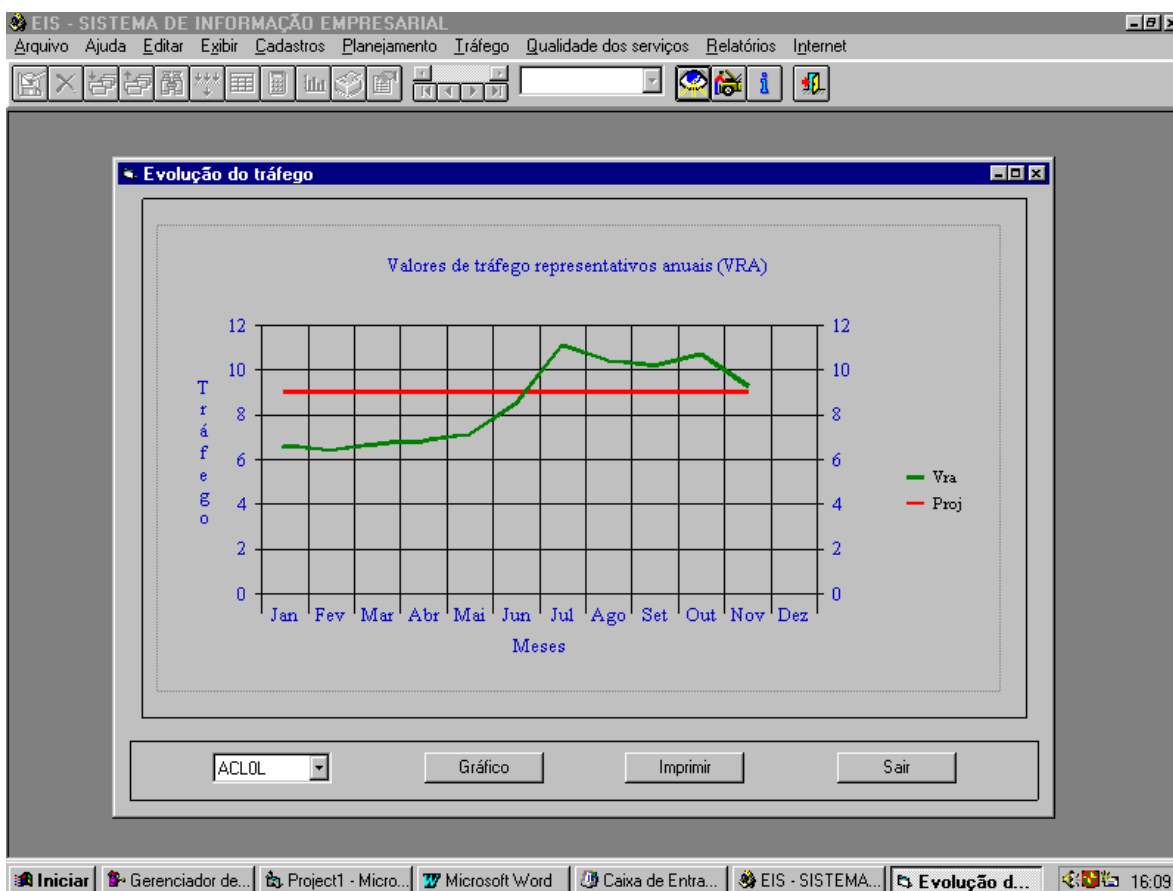 EIS - SISTEMA DE INFORMAÇÃO EMPRESARIAL
Arquivo Ajuda Editar Exibir Cadastros Planejamento Tráfego Qualidade dos serviços Relatórios Internet
Evolução do tráfego
Valores de tráfego representativos anuais (VRA)
12 12
10 10
8 8
6 6
4 4
2 2
0 0
Tráfego
Jan Fev Mar Abr Mai Jun Jul Ago Set Out Nov Dez
Meses
Vra
Proj
ACL0L Gráfico Imprimir Sair
Iniciar Gerenciador de... Project1 - Micro... Microsoft Word Caixa de Entra... EIS - SISTEMA... Evolução d... 16:09